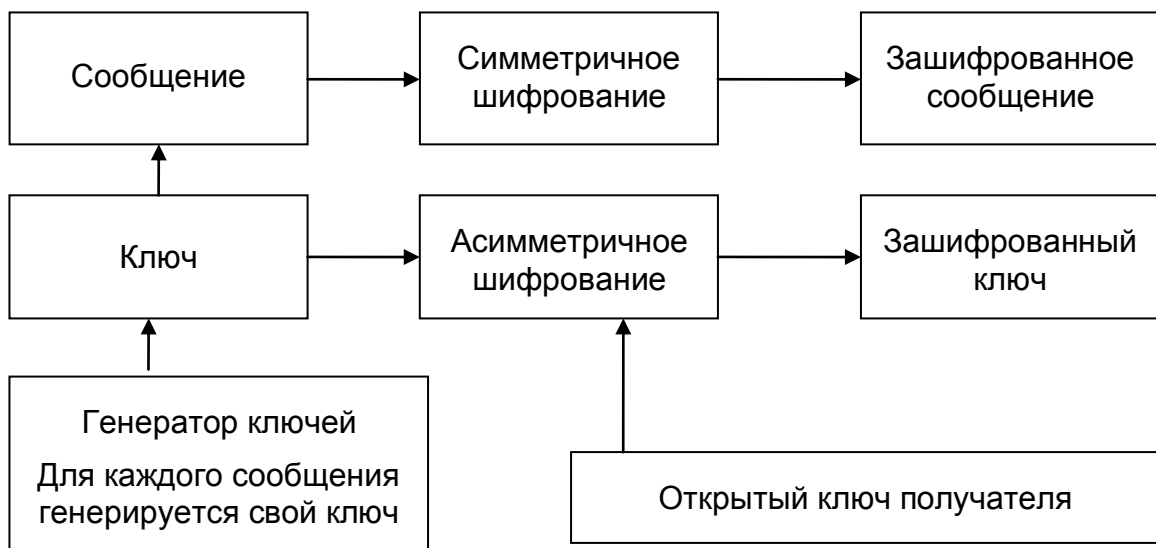 Сообщение
Симметричное
шифрование
Зашифрованное
сообщение
Ключ
Асимметричное
шифрование
Зашифрованный
ключ
Генератор ключей
Для каждого сообщения
генерируется свой ключ
Открытый ключ получателя